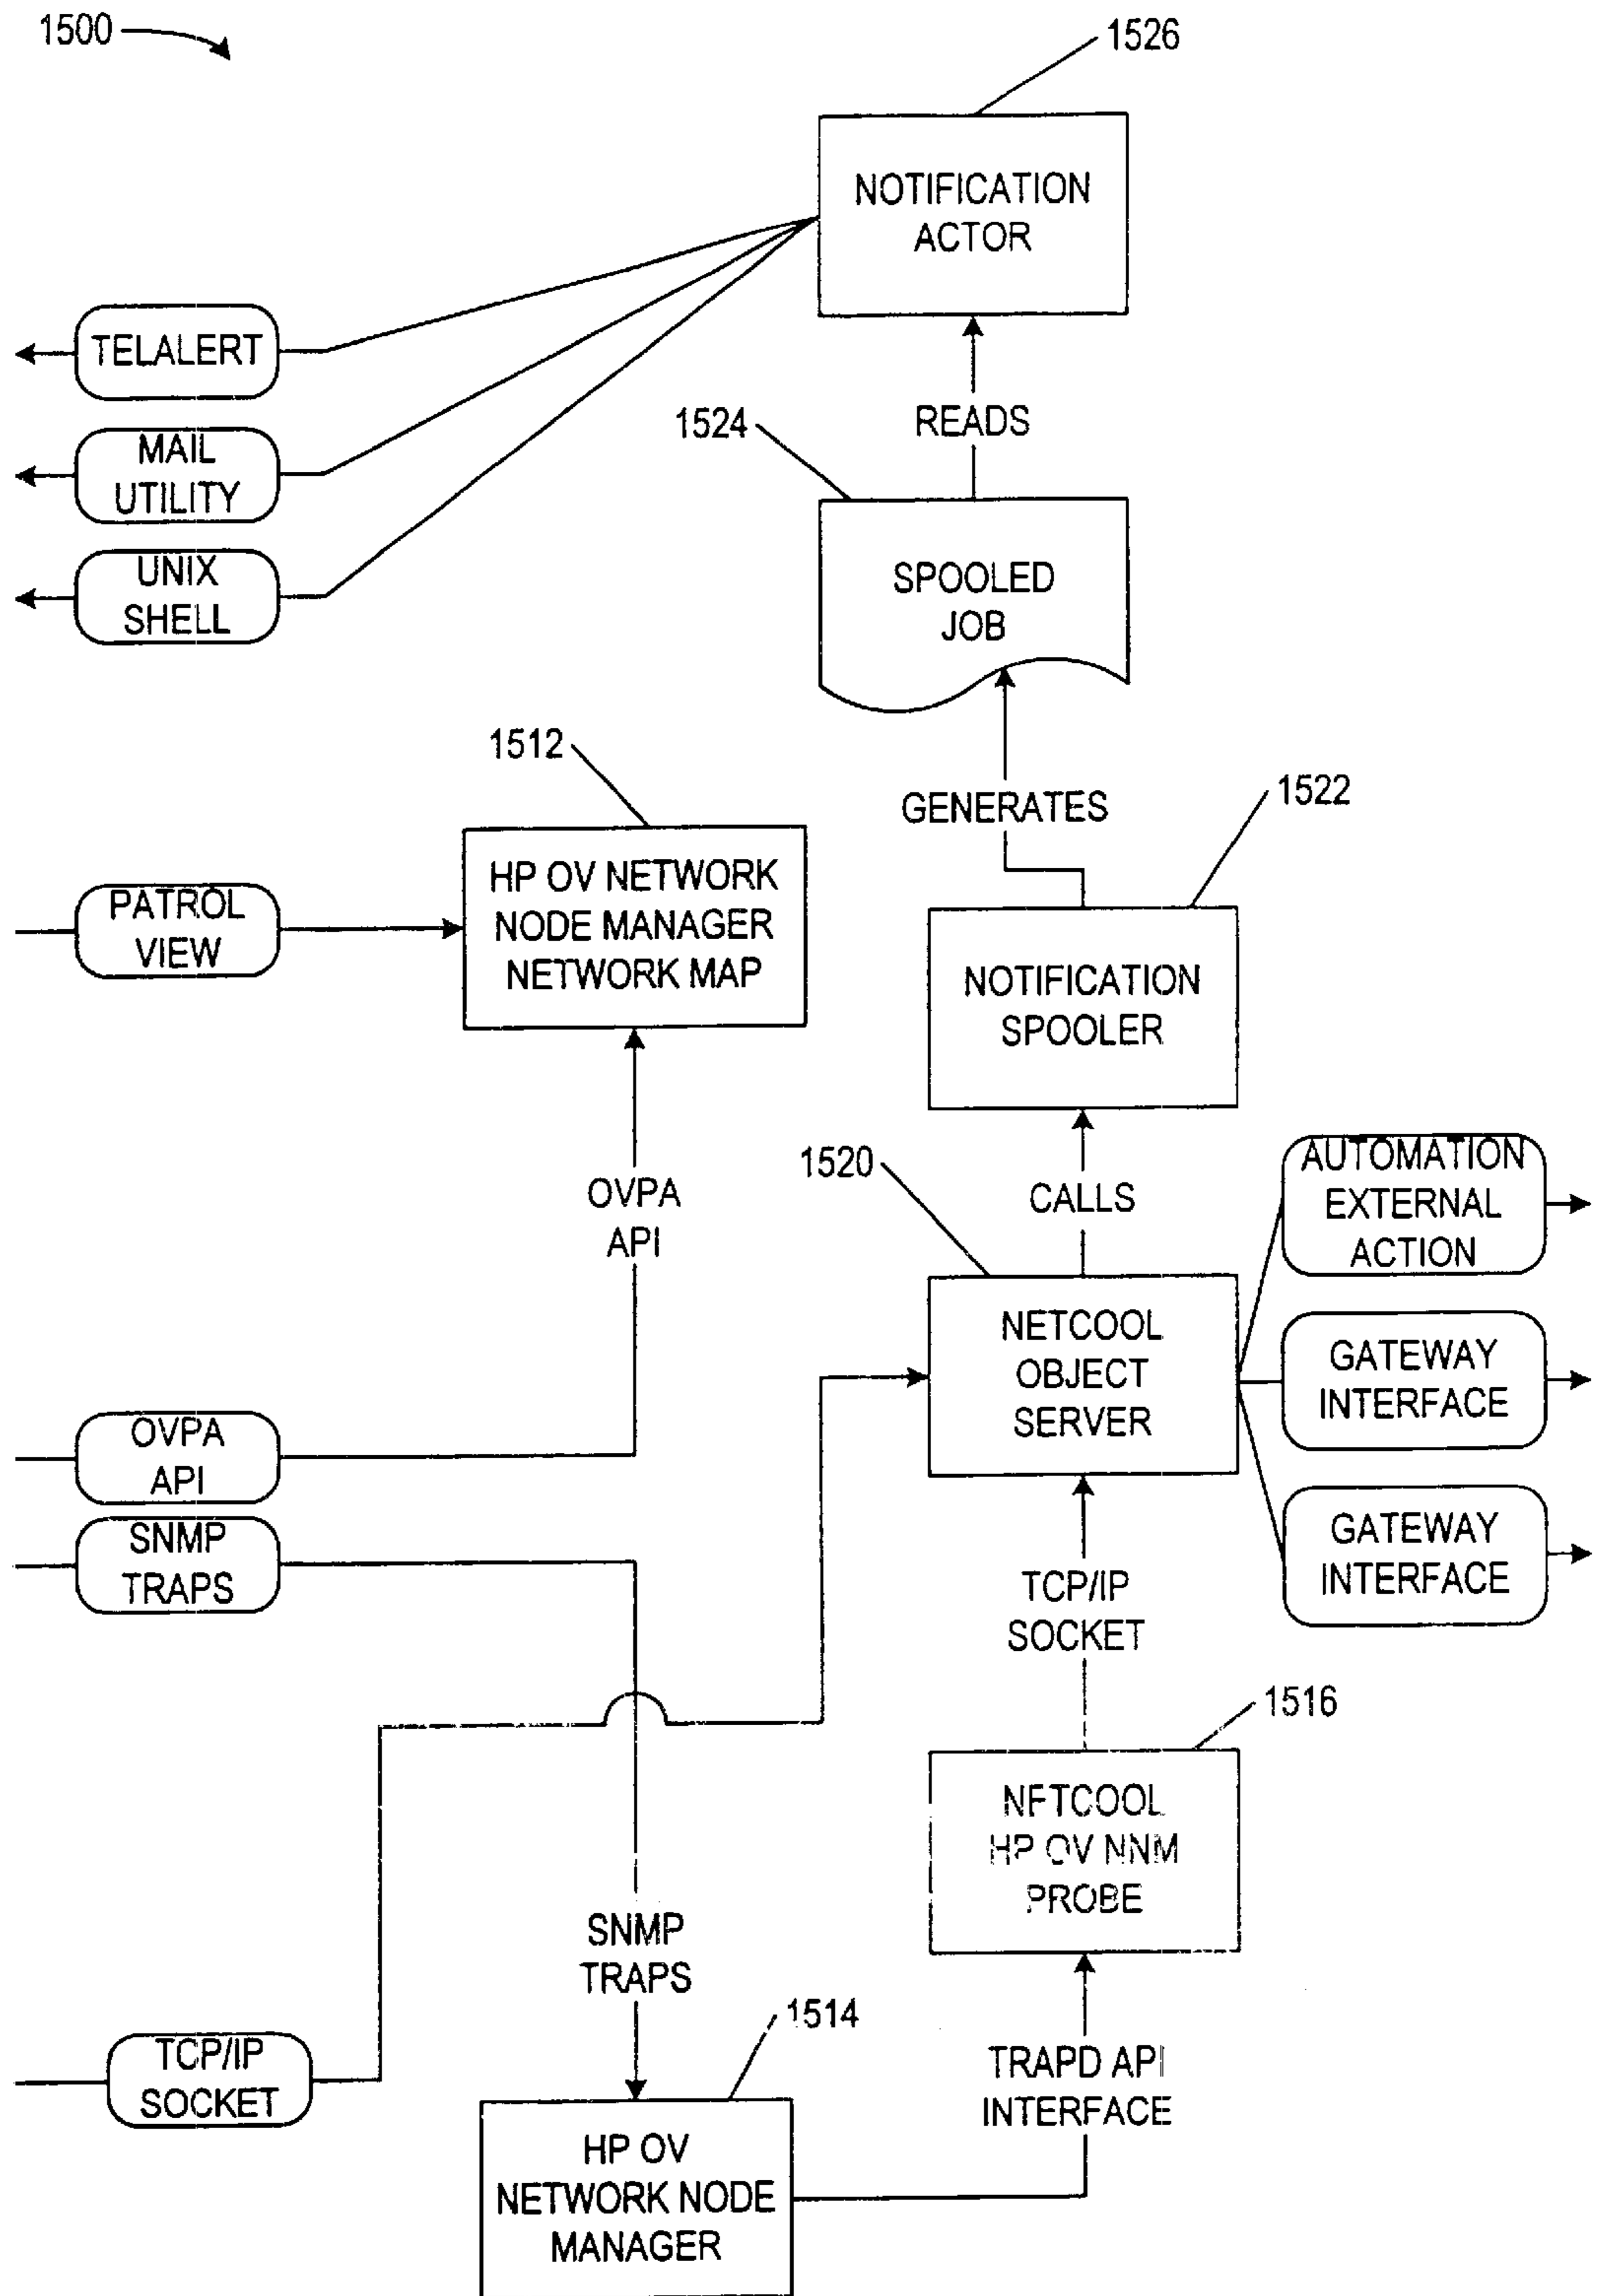 1500
1526
NOTIFICATION
ACTOR
TELALERT
MAIL
UTILITY
UNIX
SHELL
READS
1524
SPOOLED
JOB
1512
GENERATES
1522
HP OV NETWORK
NODE MANAGER
NETWORK MAP
PATROL
VIEW
NOTIFICATION
SPOOLER
OVPA
API
1520
CALLS
AUTOMATION
EXTERNAL
ACTION
NETCOOL
OBJECT
SERVER
GATEWAY
INTERFACE
GATEWAY
INTERFACE
OVPA
API
SNMP
TRAPS
TCP/IP
SOCKET
1516
NETCOOL
HP OV NNM
PROBE
SNMP
TRAPS
1514
TCP/IP
SOCKET
TRAPD API
INTERFACE
HP OV
NETWORK NODE
MANAGER